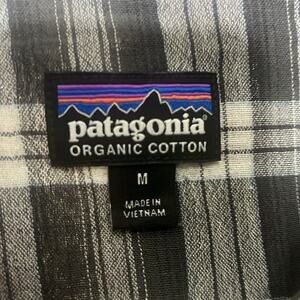 patagonia
ORGANIC COTTON
M
MADE IN
VIETNAM